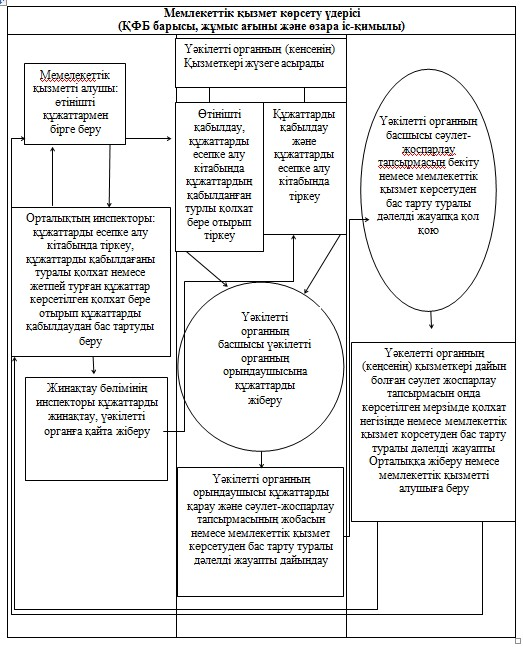 Мемлекеттік қызмет көрсету үдерісі
(ҚФБ барысы, жұмыс ағыны және өзара іс-қимылы)
Мемелекеттік
қызметті алушы:
өтінішті
құжаттармен
бірге беру
Орталықтың инспекторы:
құжаттарды есепке алу
кітабында тіркеу,
құжаттарды қабылдағаны
туралы қолхат немесе
жетпей тұрған құжаттар
көрсетілген қолхат бере
отырып құжаттарды
қабылдаудан бас тартуды
беру
Жинақтау бөлімінің
инспекторы құжаттарды
жинақтау, уәкілетті
органға қайта жіберу
Уәкілетті органның (кенсенің)
Қызметкері жүзеге асырады
Өтінішті
қабылдау,
құжаттарды
есепке алу
кітабында
құжаттардың
қабылданған
турлы қолхат
бере отырып
тіркеу
Құжаттарды
қабылдау
және
құжаттарды
есепке алу
кітабында
тіркеу
Уәкілетті
органның
басшысы уәкілетті
органның
орындаушысына
құжаттарды
жіберу
Уәкілетті органның
орындаушысы құжаттарды
қарау және сәулет-жоспарлау
тапсырмасының жобасын
немесе мемлекеттік қызмет
көрсетуден бас тарту туралы
дәлелді жауапты дайындау
Уәкілетті органның
басшысы сәулет-
жоспарлау
тапсырмасын бекіту
немесе мемлекеттік
қызмет көрсетуден
бас тарту туралы
дәлелді жауапқа қол
қою
Уәкелетті органның
(кенсенің) қызметкері дайын
болған сәулет жоспарлау
тапсырмасын онда
көрсетілген мерзімде қолхат
негізінде немесе мемлекеттік
қызмет корсетуден бас тарту
туралы дәлелді жауапты
Орталыққа жіберу немесе
мемлекеттік қызметті
алушыға беру